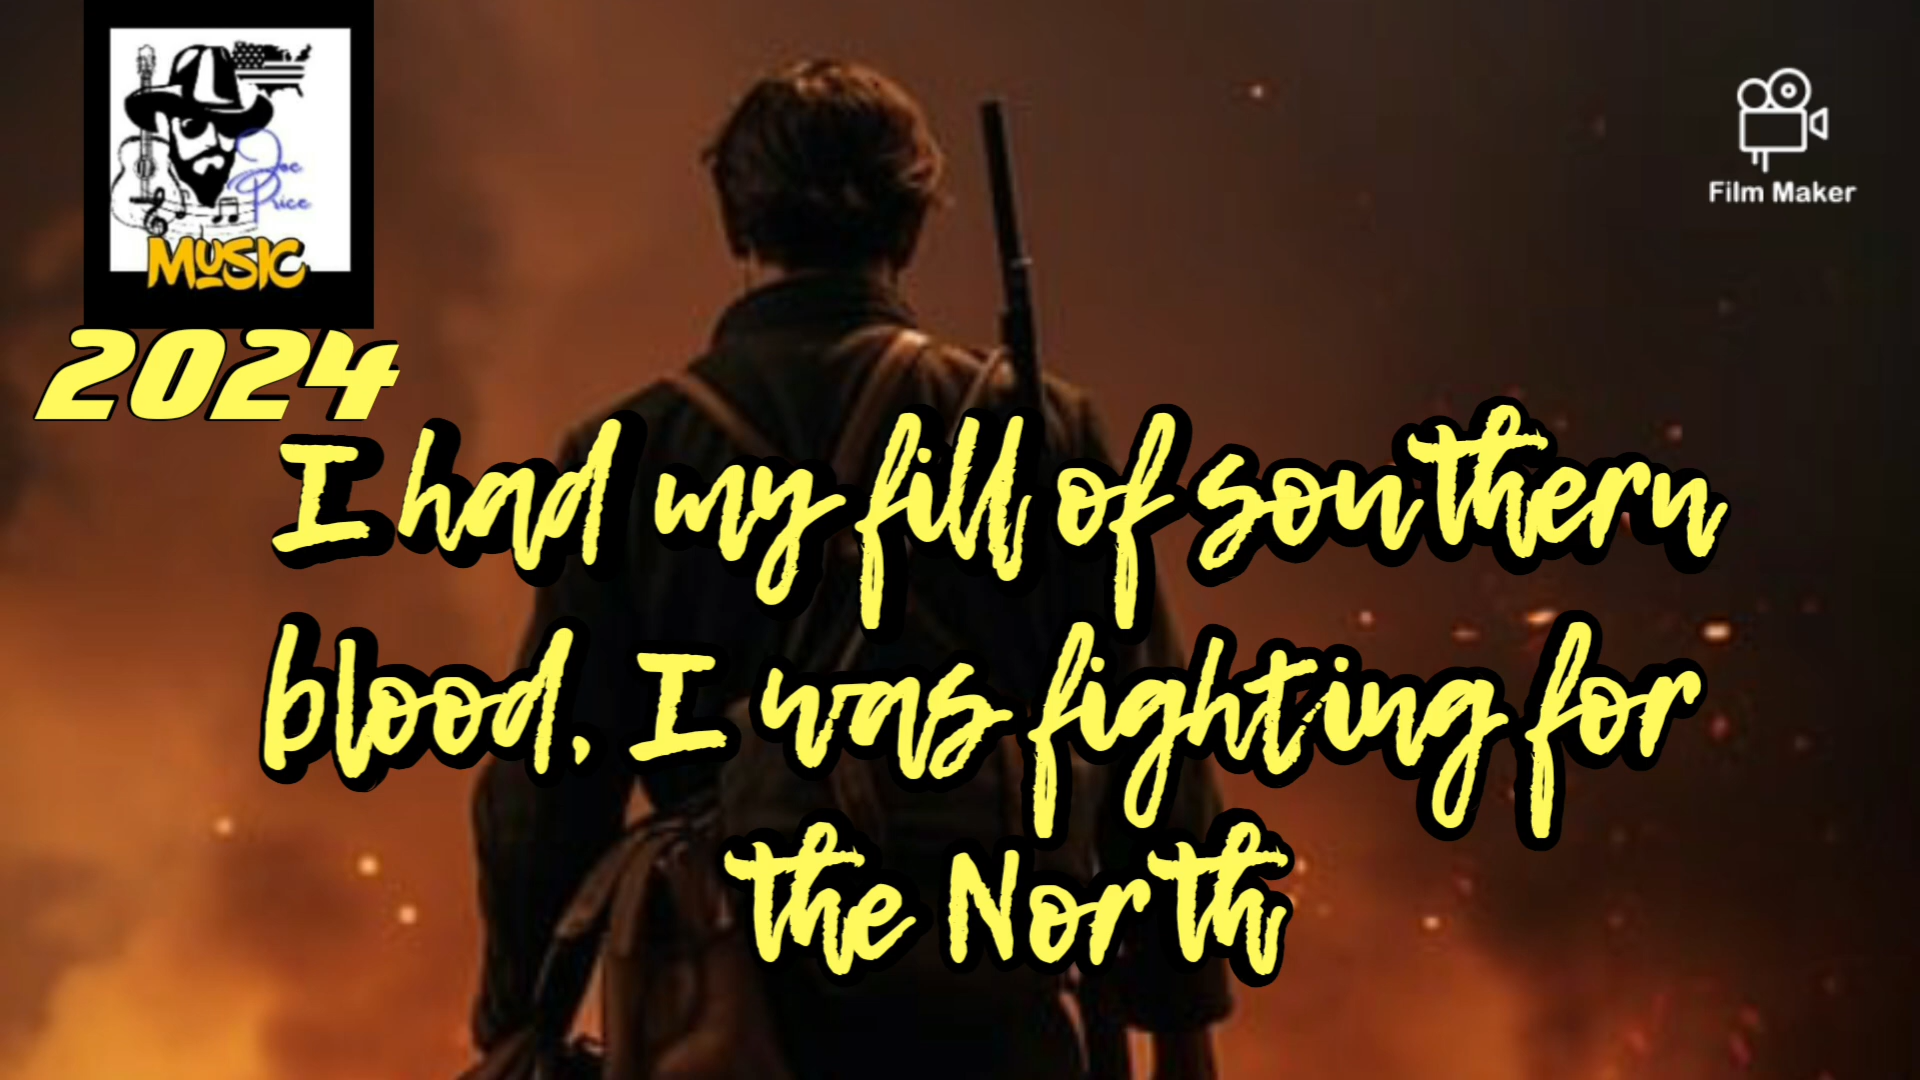 Joe
Price
MUSIC
Film Maker
2024
I had my fill of southern
blood, I was fighting for
the North